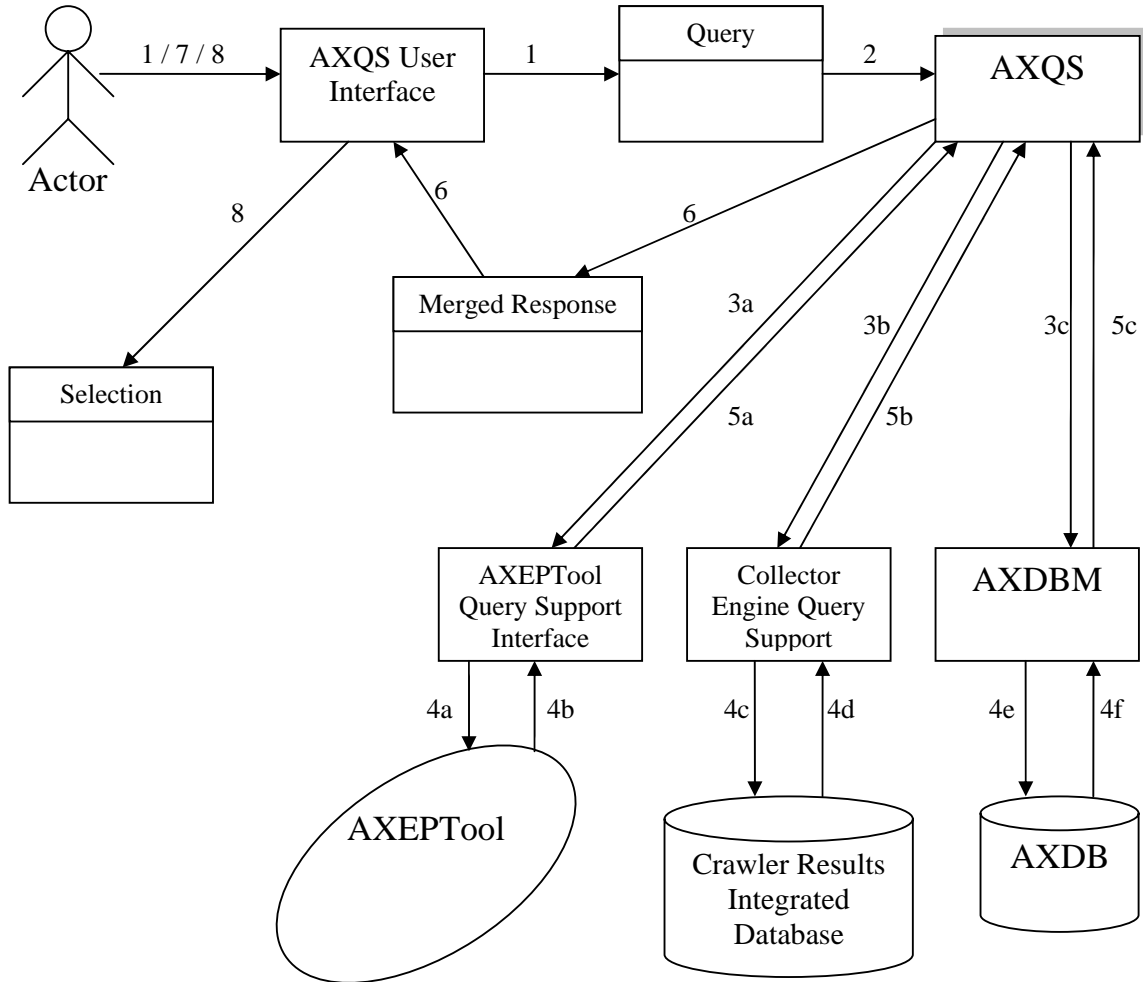 1 / 7 / 8
AXQS User
Interface
1
Query
2
AXQS
Actor
8
6
6
Merged Response
3a
3b
3c
5c
Selection
5a
5b
AXEPTool
Query Support
Interface
Collector
Engine Query
Support
AXDBM
4a
4b
4c
4d
4e
4f
AXEPTool
Crawler Results
Integrated
Database
AXDB